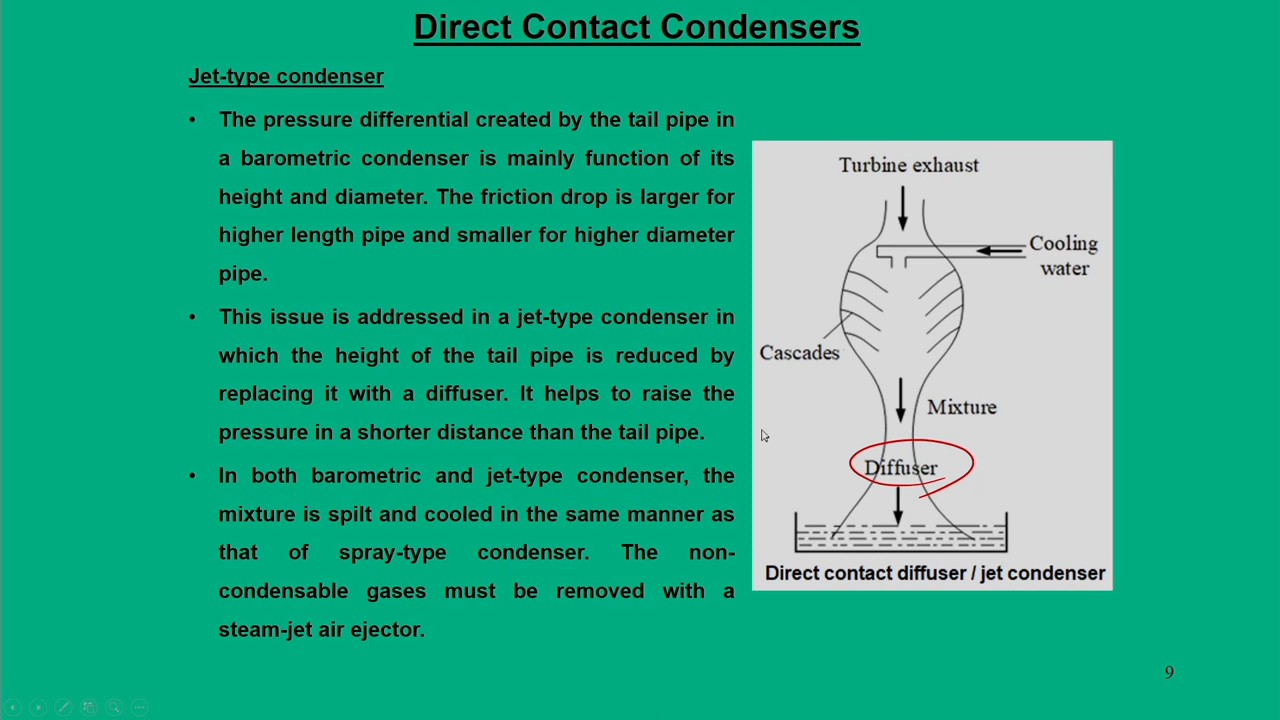 Direct Contact Condensers
Jet-type condenser
• The pressure differential created by the tail pipe in
a barometric condenser is mainly function of its
height and diameter. The friction drop is larger for
higher length pipe and smaller for higher diameter
pipe.
• This issue is addressed in a jet-type condenser in
which the height of the tail pipe is reduced by
replacing it with a diffuser. It helps to raise the
pressure in a shorter distance than the tail pipe.
• In both barometric and jet-type condenser, the
mixture is spilt and cooled in the same manner as
that of spray-type condenser. The non-
condensable gases must be removed with a
steam-jet air ejector.
Turbine exhaust
Cooling
water
Cascades
Mixture
Diffuser
Direct contact diffuser / jet condenser
9